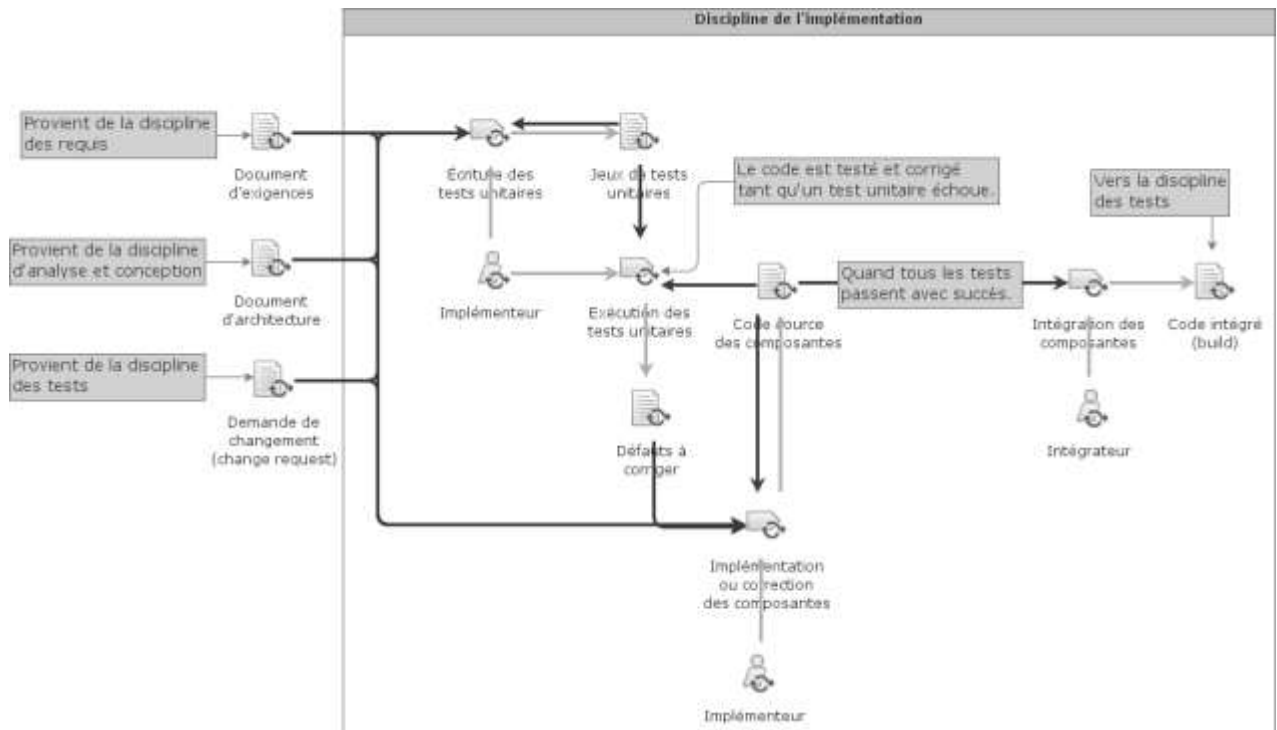 Discipline de l'implémentation
Provient de la discipline
des requis
Document
d'exigences
Écriture des
tests unitaires
Jeux de tests
unitaires
Le code est testé et corrigé
tant qu'un test unitaire échoue.
Vers la discipline
des tests
Provient de la discipline
d'analyse et conception
Document
d'architecture
Implémenteur
Exécution des
tests unitaires
Code source
des composantes
Quand tous les tests
passent avec succès.
Intégration des
composantes
Code intégré
(build)
Provient de la discipline
des tests
Demande de
changement
(change request)
Défauts à
corriger
Intégrateur
Implémentation
ou correction
des composantes
Implémenteur